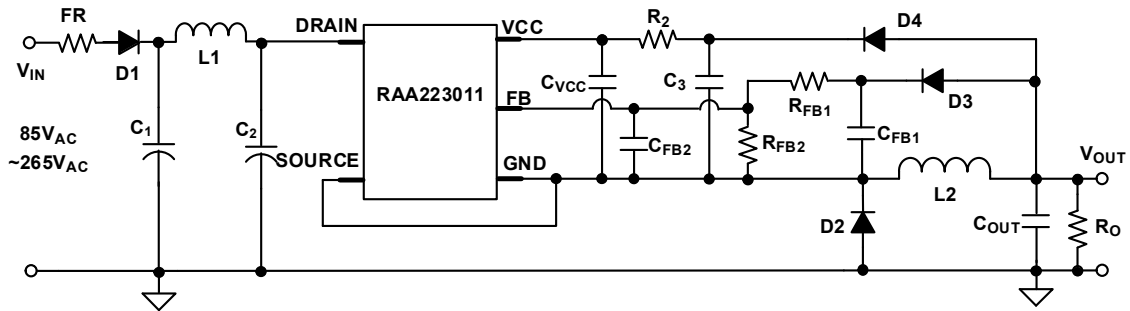 FR
D1
L1
DRAIN
VCC
R2
D4
VIN
CVCC
C3
RAA223011
FB
RFB1
D3
85VAC
~265VAC
C1
C2
SOURCE
CFB2
RFB2
CFB1
GND
L2
VOUT
D2
COUT
RO